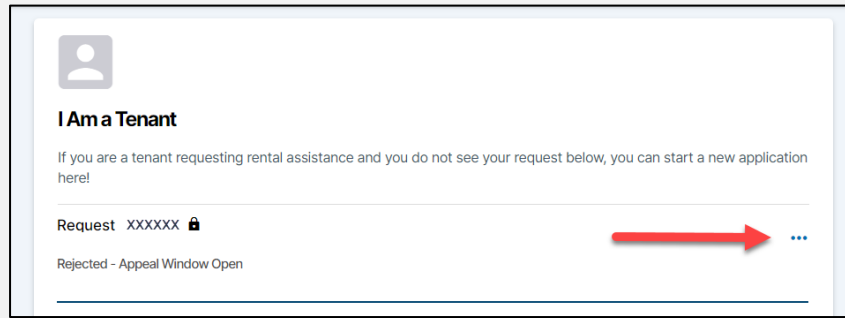 I Am a Tenant
If you are a tenant requesting rental assistance and you do not see your request below, you can start a new application
here!
Request XXXXXX
Rejected - Appeal Window Open